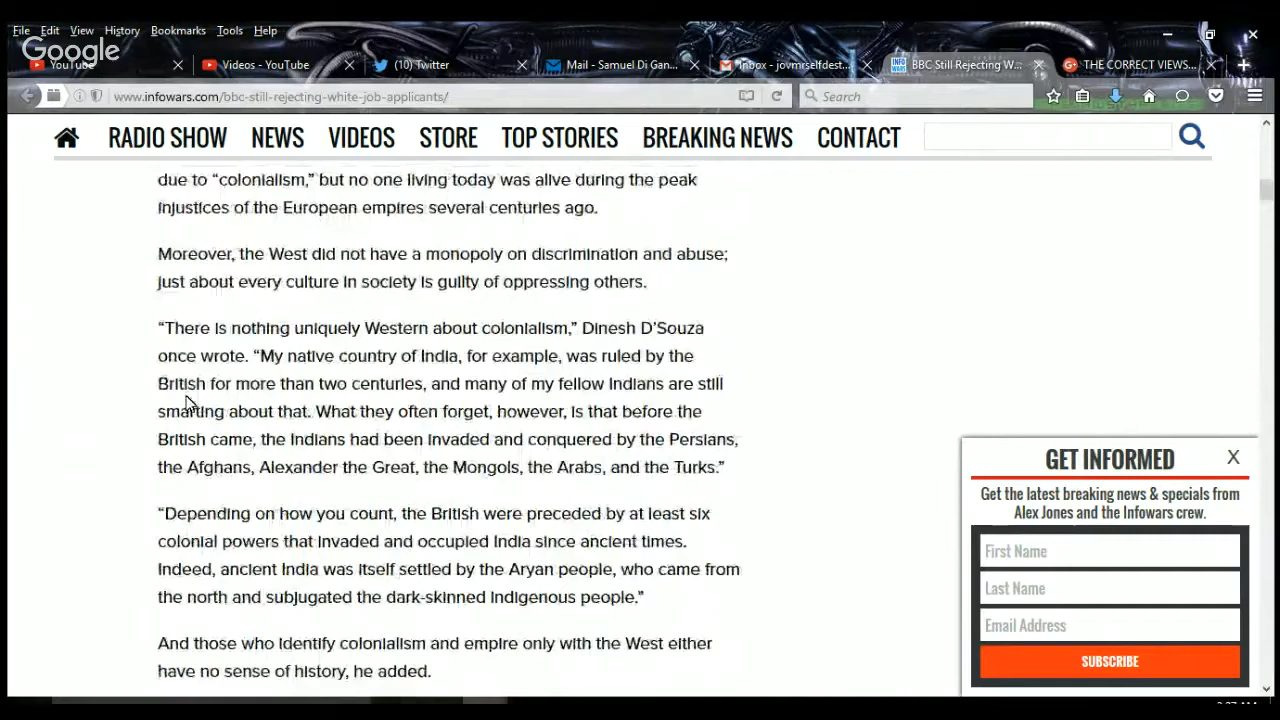 File Edit View History Bookmarks Tools Help
Google
YouTube
Videos - YouTube
(10) Twitter
Mail - Samuel Di Gan...
Inbox - jovmrselfdest...
BBC Still Rejecting W...
THE CORRECT VIEWS...
www.infowars.com/bbc-still-rejecting-white-job-applicants/
Search
RADIO SHOW NEWS VIDEOS STORE TOP STORIES BREAKING NEWS CONTACT
due to “colonialism,” but no one living today was alive during the peak
injustices of the European empires several centuries ago.
Moreover, the West did not have a monopoly on discrimination and abuse;
just about every culture in society is guilty of oppressing others.
“There is nothing uniquely Western about colonialism,” Dinesh D’Souza
once wrote. “My native country of India, for example, was ruled by the
British for more than two centuries, and many of my fellow Indians are still
smarting about that. What they often forget, however, is that before the
British came, the Indians had been invaded and conquered by the Persians,
the Afghans, Alexander the Great, the Mongols, the Arabs, and the Turks.”
“Depending on how you count, the British were preceded by at least six
colonial powers that invaded and occupied India since ancient times.
Indeed, ancient India was itself settled by the Aryan people, who came from
the north and subjugated the dark-skinned indigenous people.”
And those who identify colonialism and empire only with the West either
have no sense of history, he added.
GET INFORMED X
Get the latest breaking news & specials from
Alex Jones and the Infowars crew.
First Name
Last Name
Email Address
SUBSCRIBE